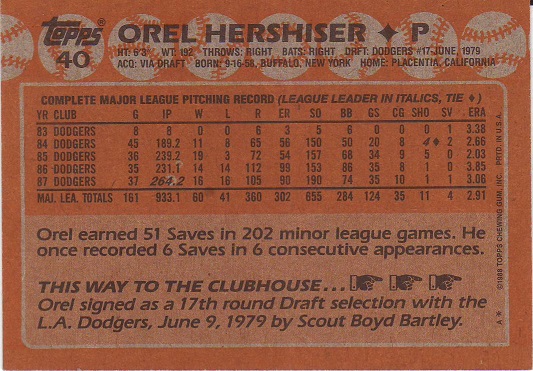 Topps®
40
OREL HERSHISER ♦ P
HT: 6'3" WT: 192 THROWS: RIGHT BATS: RIGHT DRFT: DODGERS #17-JUNE, 1979
ACQ: VIA DRAFT BORN: 9-16-58, BUFFALO, NEW YORK HOME: PLACENTIA, CALIFORNIA
COMPLETE MAJOR LEAGUE PITCHING RECORD (LEAGUE LEADER IN ITALICS, TIE ♦)
YR CLUB G IP W L R ER SO BB GS CG SHO SV ERA
83 DODGERS 8 8 0 0 6 3 5 6 0 0 0 1 3.38
84 DODGERS 45 189.2 11 8 65 56 150 50 20 8 4♦ 2 2.66
85 DODGERS 36 239.2 19 3 72 54 157 68 34 9 5 0 2.03
86 DODGERS 35 231.1 14 14 112 99 153 86 35 8 1 0 3.85
87 DODGERS 37 264.2 16 16 105 90 190 74 35 10 1 1 3.06
MAJ. LEA. TOTALS 161 933.1 60 41 360 302 655 284 124 35 11 4 2.91
Orel earned 51 Saves in 202 minor league games. He
once recorded 6 Saves in 6 consecutive appearances.
THIS WAY TO THE CLUBHOUSE...
Orel signed as a 17th round Draft selection with the
L.A. Dodgers, June 9, 1979 by Scout Boyd Bartley.
A * ©1988 TOPPS CHEWING GUM, INC. PRTD. IN U.S.A.